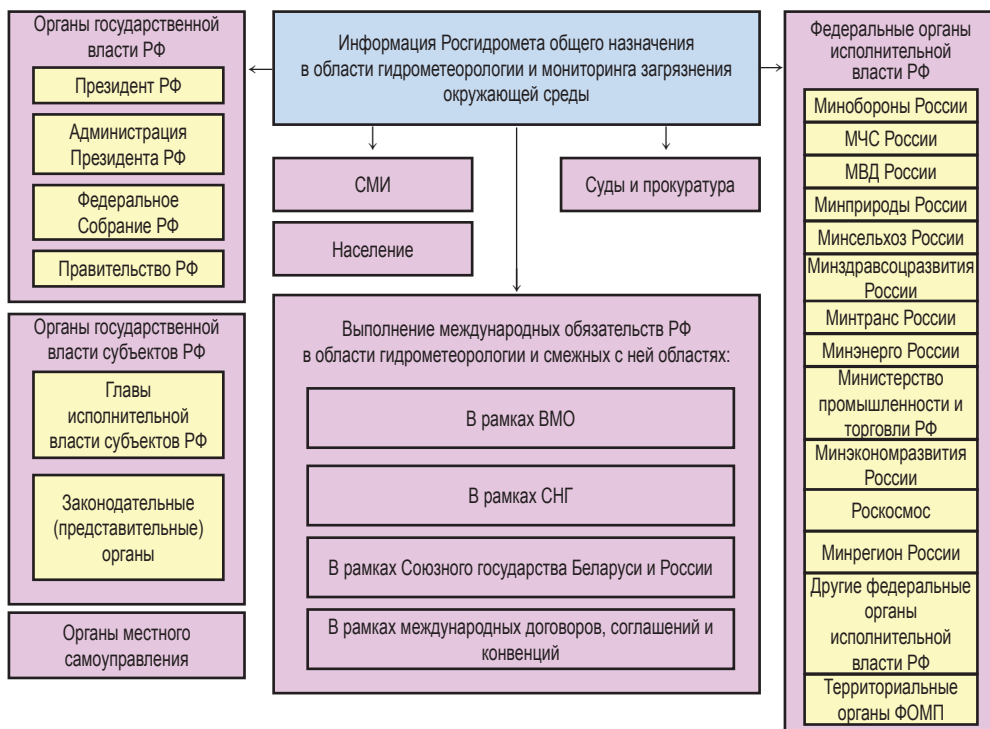 Органы государственной
власти РФ
Президент РФ
Администрация
Президента РФ
Федеральное
Собрание РФ
Правительство РФ
Органы государственной
власти субъектов РФ
Главы
исполнительной
власти субъектов РФ
Законодательные
(представительные)
органы
Органы местного
самоуправления
Информация Росгидромета общего назначения
в области гидрометеорологии и мониторинга загрязнения
окружающей среды
СМИ
Население
Суды и прокуратура
Выполнение международных обязательств РФ
в области гидрометеорологии и смежных с ней областях:
В рамках ВМО
В рамках СНГ
В рамках Союзного государства Беларуси и России
В рамках международных договоров, соглашений и
конвенций
Федеральные органы
исполнительной
власти РФ
Минобороны России
МЧС России
МВД России
Минприроды России
Минсельхоз России
Минздравсоцразвития
России
Минтранс России
Минэнерго России
Министерство
промышленности и
торговли РФ
Минэкономразвития
России
Роскосмос
Минрегион России
Другие федеральные
органы
исполнительной
власти РФ
Территориальные
органы ФОМП